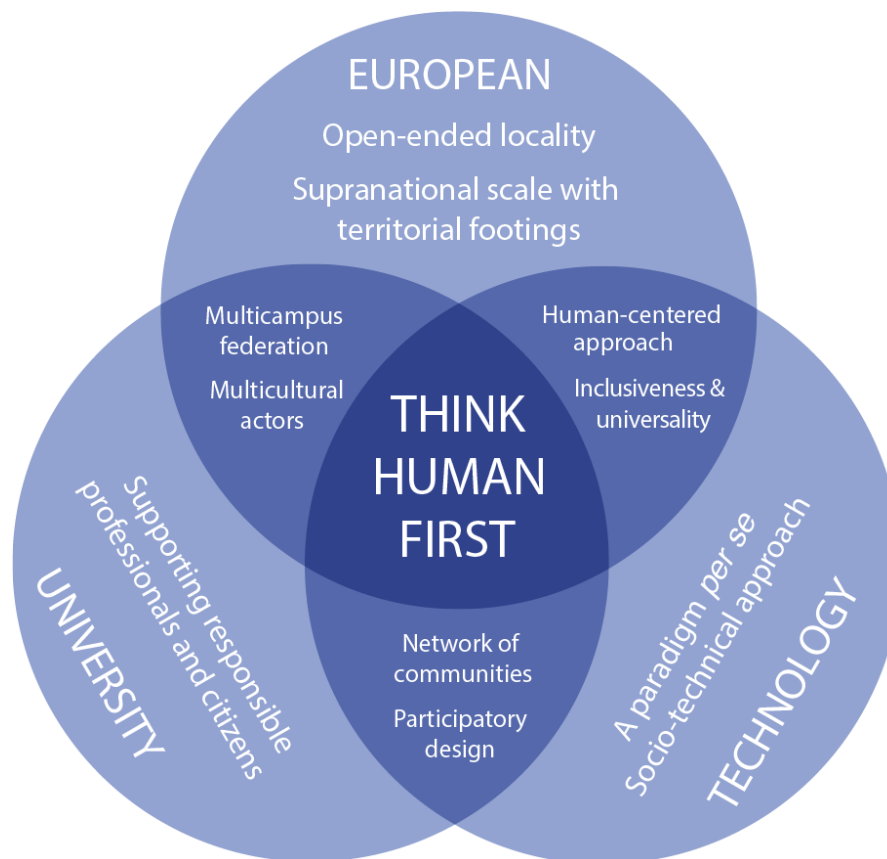 EUROPEAN
Open-ended locality
Supranational scale with
territorial footings
Multicampus
federation
Multicultural
actors
Human-centered
approach
Inclusiveness &
universality
THINK
HUMAN
FIRST
UNIVERSITY
Supporting responsible
professionals and citizens
Network of
communities
Participatory
design
A paradigm per se
Socio-technical approach
TECHNOLOGY